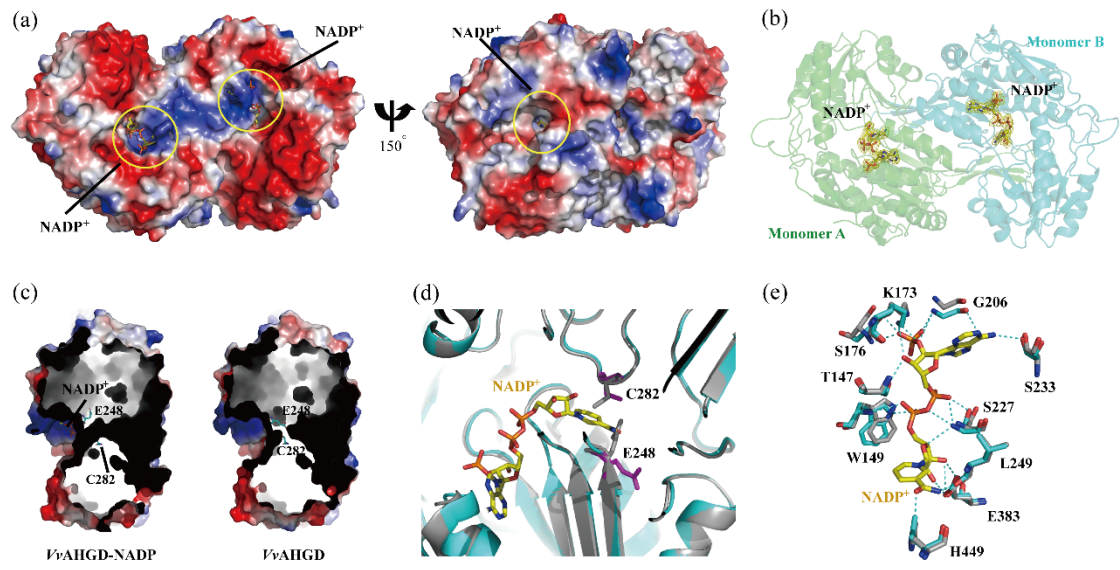 (a)
NADP⁺
NADP⁺
150°
NADP⁺
(b)
Monomer B
NADP⁺
NADP⁺
Monomer A
(c)
NADP⁺
E248
C282
VvAHGD-NADP
E248
C282
VvAHGD
(d)
C282
NADP⁺
E248
(e)
K173
G206
S176
S233
T147
S227
W149
L249
NADP⁺
E383
H449